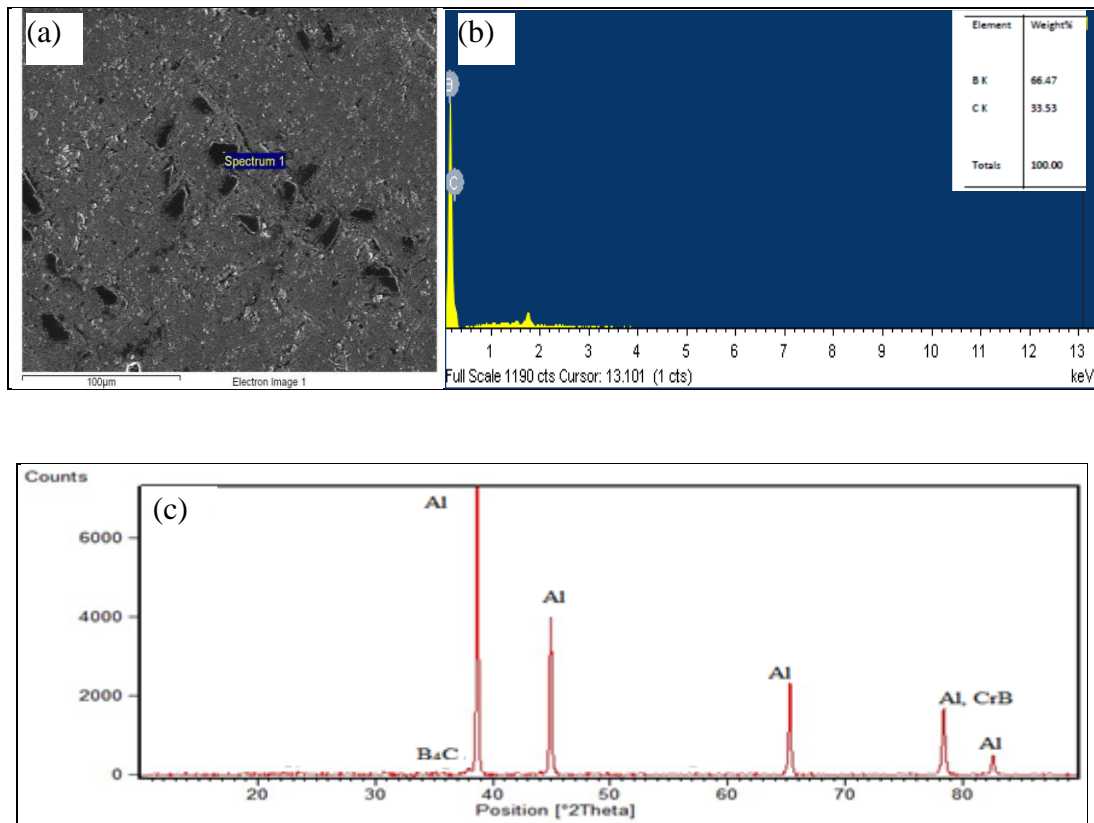 (a)
Spectrum 1
100µm
Electron Image 1
(b)
B
C
Element Weight%
B K 66.47
C K 33.53
Totals 100.00
1 2 3 4 5 6 7 8 9 10 11 12 13
Full Scale 1190 cts Cursor: 13.101 (1 cts) keV
Counts
(c)
6000
4000
2000
0
Al
Al
Al
Al, CrB
Al
B₄C
20 30 40 50 60 70 80
Position [°2Theta]